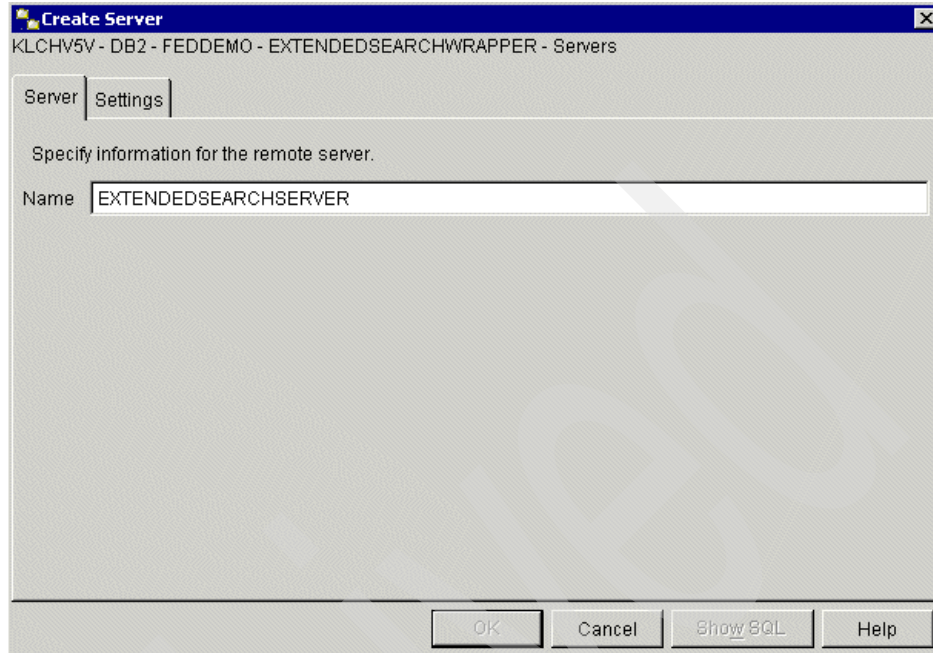 Create Server
KLCHV5V - DB2 - FEDDEMO - EXTENDEDSEARCHWRAPPER - Servers
Server Settings
Specify information for the remote server.
Name EXTENDEDSEARCHSERVER
OK Cancel Show SQL Help